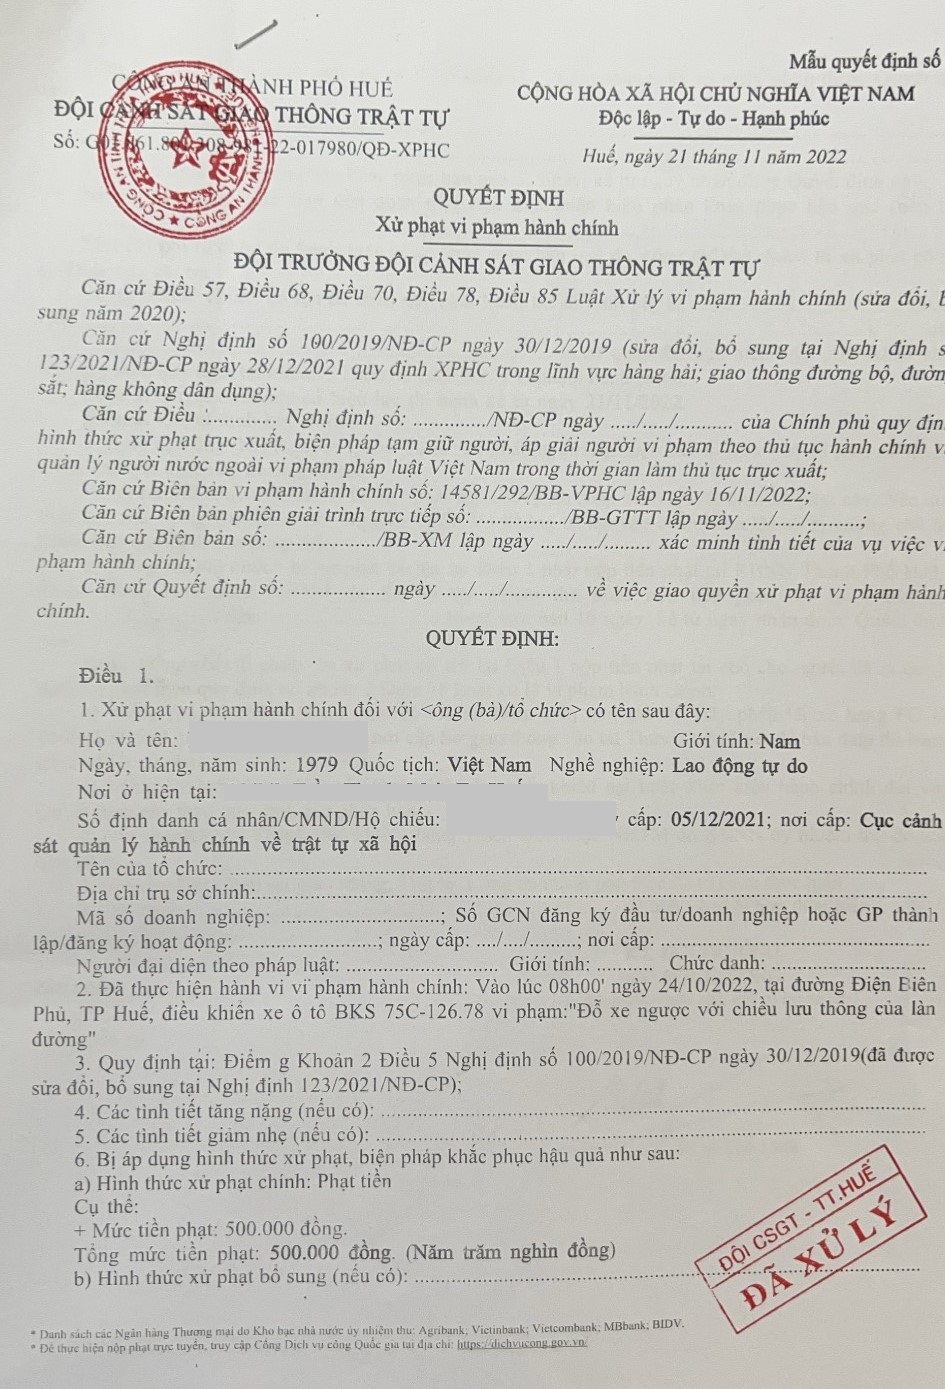 Mẫu quyết định số
CÔNG AN THÀNH PHỐ HUẾ
CỘNG HÒA XÃ HỘI CHỦ NGHĨA VIỆT NAM
ĐỘI CẢNH SÁT GIAO THÔNG TRẬT TỰ
Độc lập - Tự do - Hạnh phúc
Số: 22-017980/QĐ-XPHC
Huế, ngày 21 tháng 11 năm 2022
CÔNG AN TỈNH THỪA THIÊN HUẾ ★ CÔNG AN THÀNH
QUYẾT ĐỊNH
Xử phạt vi phạm hành chính
ĐỘI TRƯỞNG ĐỘI CẢNH SÁT GIAO THÔNG TRẬT TỰ
Căn cứ Điều 57, Điều 68, Điều 70, Điều 78, Điều 85 Luật Xử lý vi phạm hành chính (sửa đổi,
sung năm 2020);
Căn cứ Nghị định số 100/2019/NĐ-CP ngày 30/12/2019 (sửa đổi, bổ sung tại Nghị định s
123/2021/NĐ-CP ngày 28/12/2021 quy định XPHC trong lĩnh vực hàng hải; giao thông đường bộ, đườn
sắt; hàng không dân dụng);
Căn cứ Điều .............. Nghị định số: ............../NĐ-CP ngày ...../...../........... của Chính phủ quy địn
hình thức xử phạt trục xuất, biện pháp tạm giữ người, áp giải người vi phạm theo thủ tục hành chính v
quản lý người nước ngoài vi phạm pháp luật Việt Nam trong thời gian làm thủ tục trục xuất;
Căn cứ Biên bản vi phạm hành chính số: 14581/292/BB-VPHC lập ngày 16/11/2022;
Căn cứ Biên bản phiên giải trình trực tiếp số: ................./BB-GTTT lập ngày ...../...../..........;
Căn cứ Biên bản số: .................../BB-XM lập ngày ...../...../......... xác minh tình tiết của vụ việc v
phạm hành chính;
Căn cứ Quyết định số: .................. ngày ...../...../.............. về việc giao quyền xử phạt vi phạm hành
chính.
QUYẾT ĐỊNH:
Điều 1.
1. Xử phạt vi phạm hành chính đối với <ông (bà)/tổ chức> có tên sau đây:
Họ và tên: Giới tính: Nam
Ngày, tháng, năm sinh: 1979 Quốc tịch: Việt Nam Nghề nghiệp: Lao động tự do
Nơi ở hiện tại:
Số định danh cá nhân/CMND/Hộ chiếu: cấp: 05/12/2021; nơi cấp: Cục cảnh
sát quản lý hành chính về trật tự xã hội
Tên của tổ chức: ..............................
Địa chỉ trụ sở chính:..............................
Mã số doanh nghiệp: ..............................; Số GCN đăng ký đầu tư/doanh nghiệp hoặc GP thành
lập/đăng ký hoạt động: ..........................; ngày cấp: ..../..../.........; nơi cấp: ..............................
Người đại diện theo pháp luật: ............................ Giới tính: ........... Chức danh: ............................
2. Đã thực hiện hành vi vi phạm hành chính: Vào lúc 08h00' ngày 24/10/2022, tại đường Điện Biên
Phủ, TP Huế, điều khiển xe ô tô BKS 75C-126.78 vi phạm:"Đỗ xe ngược với chiều lưu thông của làn
đường"
3. Quy định tại: Điểm g Khoản 2 Điều 5 Nghị định số 100/2019/NĐ-CP ngày 30/12/2019(đã được
sửa đổi, bổ sung tại Nghị định 123/2021/NĐ-CP);
4. Các tình tiết tăng nặng (nếu có): ..............................
5. Các tình tiết giảm nhẹ (nếu có): ..............................
6. Bị áp dụng hình thức xử phạt, biện pháp khắc phục hậu quả như sau:
a) Hình thức xử phạt chính: Phạt tiền
Cụ thể:
+ Mức tiền phạt: 500.000 đồng.
Tổng mức tiền phạt: 500.000 đồng. (Năm trăm nghìn đồng)
b) Hình thức xử phạt bổ sung (nếu có): ..............................
ĐỘI CSGT - TT.HUẾ
ĐÃ XỬ LÝ
* Danh sách các Ngân hàng Thương mại do Kho bạc nhà nước ủy nhiệm thu: Agribank; Victinbank; Vietcombank; MBbank; BIDV.
* Để thực hiện nộp phạt trực tuyến, truy cập Cổng Dịch vụ công Quốc gia tại địa chỉ: https://dichvucong.gov.vn/